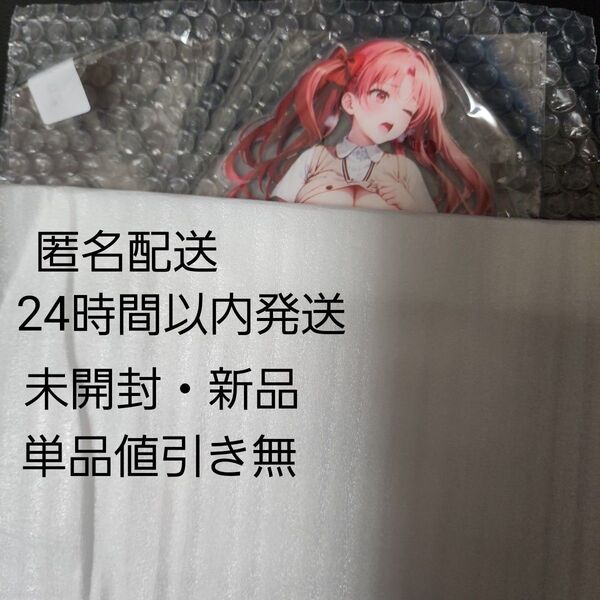 匿名配送
24時間以内発送
未開封・新品
単品値引き無